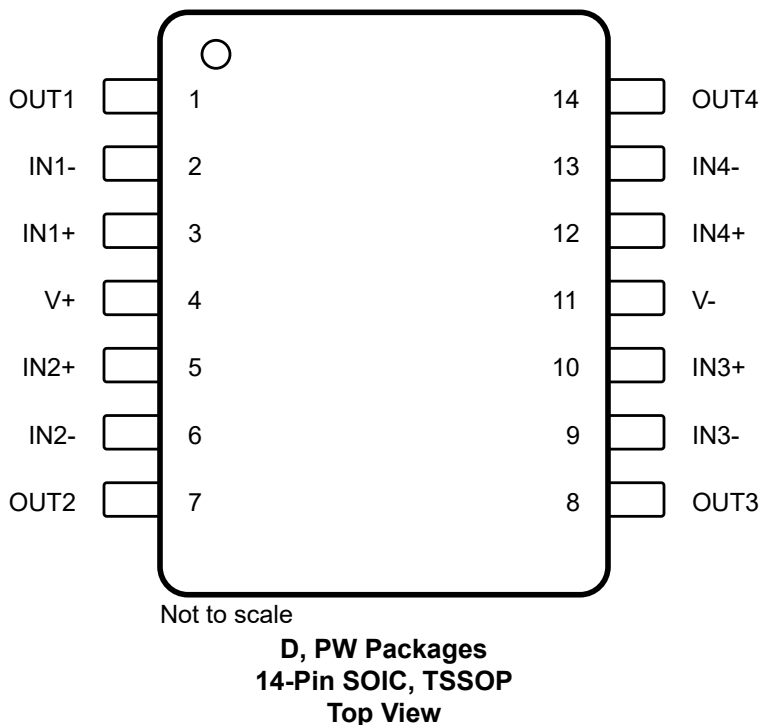 OUT1 1 14 OUT4
IN1- 2 13 IN4-
IN1+ 3 12 IN4+
V+ 4 11 V-
IN2+ 5 10 IN3+
IN2- 6 9 IN3-
OUT2 7 8 OUT3
Not to scale
D, PW Packages
14-Pin SOIC, TSSOP
Top View